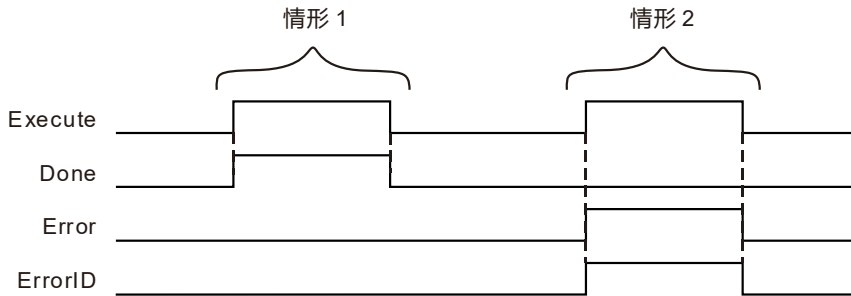 情形 1
情形 2
Execute
Done
Error
ErrorID